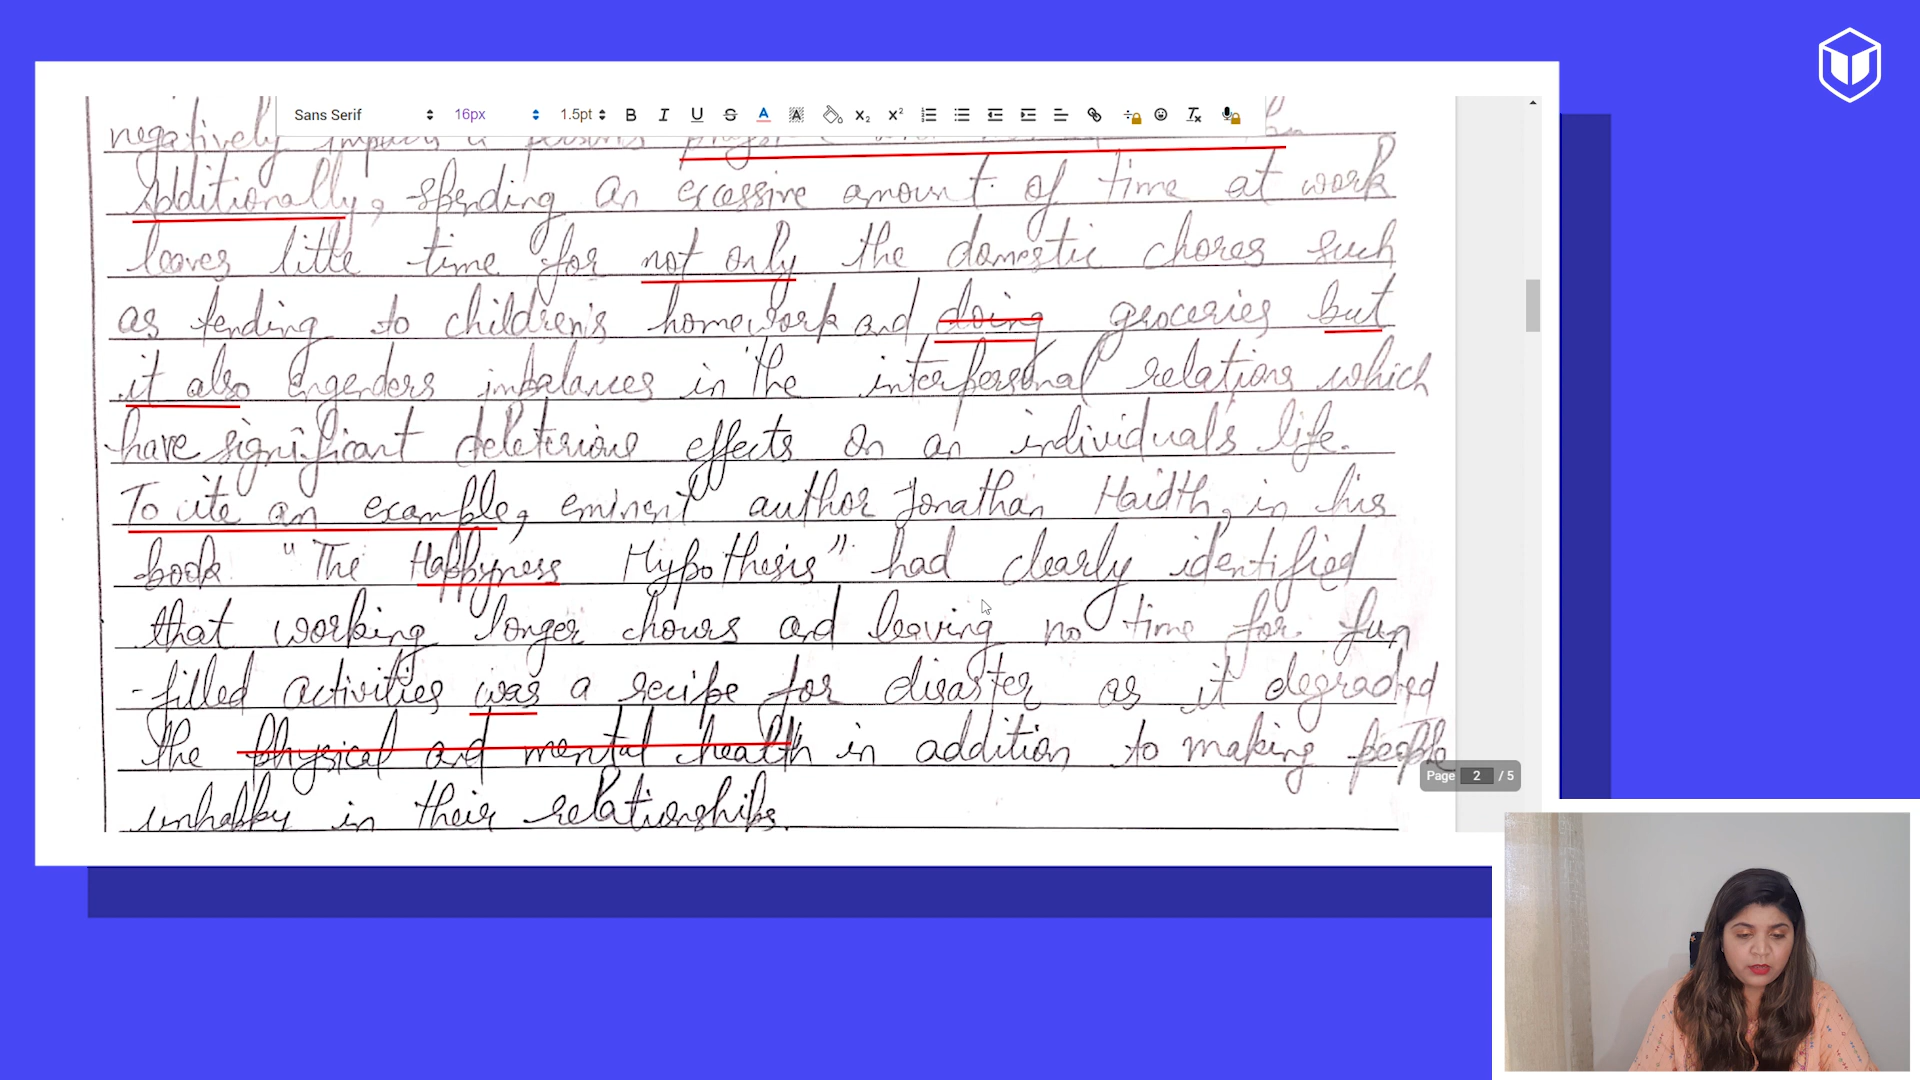 Sans Serif 16px 1.5pt
negatively impacts a persons
Additionally, spending an excessive amount of time at work
leaves little time for not only the domestic chores such
as tending to children's homework and doing groceries but
it also engenders imbalances in the interpersonal relations which
have significant deleterious effects on an individual's life.
To cite an example, eminent author Jonathan Haidth, in his
book "The Happyness Hypothesis" had clearly identified
that working longer hours and leaving no time for fun
-filled activities was a recipe for disaster as it degraded
the physical and mental health in addition to making people
Page 2 / 5
unhappy in their relationships.